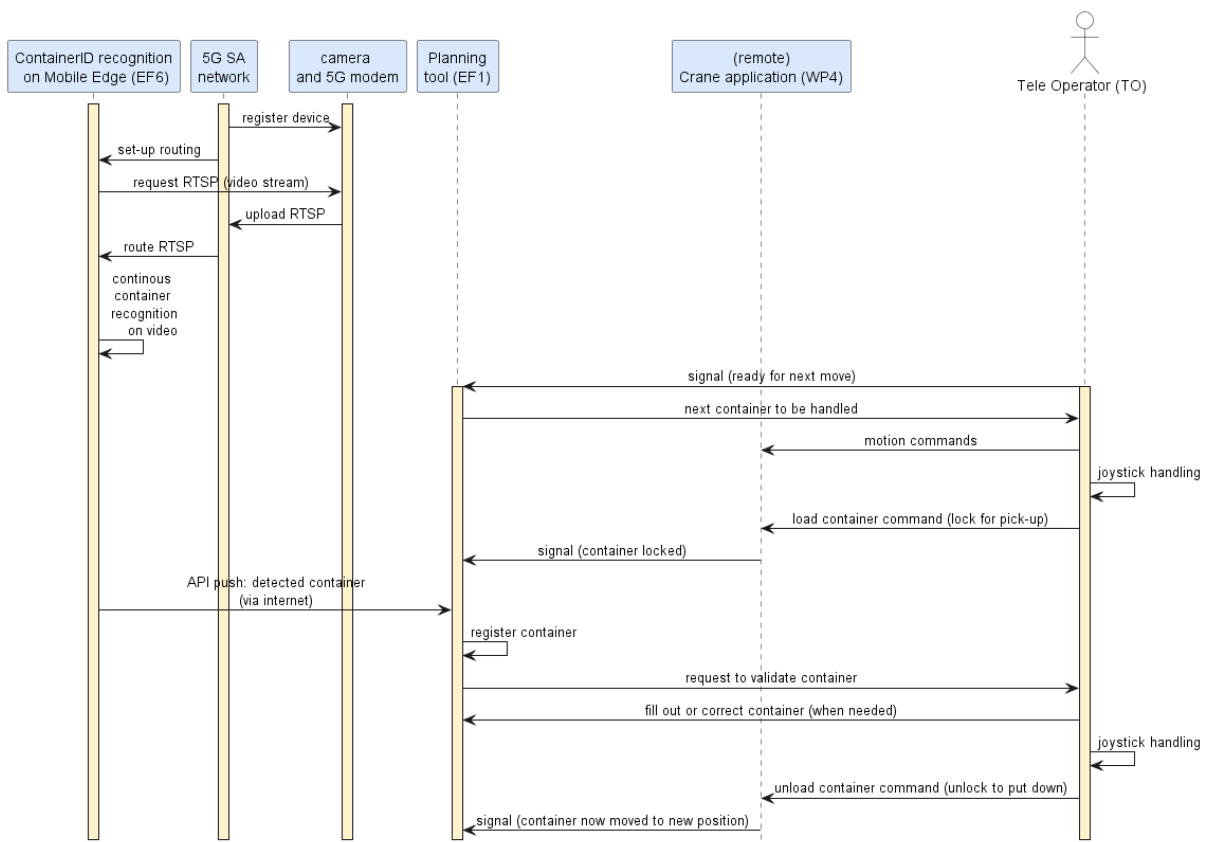 ContainerID recognition
on Mobile Edge (EF6)
5G SA
network
camera
and 5G modem
Planning
tool (EF1)
(remote)
Crane application (WP4)
Tele Operator (TO)
register device
set-up routing
request RTSP (video stream)
upload RTSP
route RTSP
continous
container
recognition
on video
signal (ready for next move)
next container to be handled
motion commands
joystick handling
load container command (lock for pick-up)
signal (container locked)
API push: detected container
(via internet)
register container
request to validate container
fill out or correct container (when needed)
joystick handling
unload container command (unlock to put down)
signal (container now moved to new position)